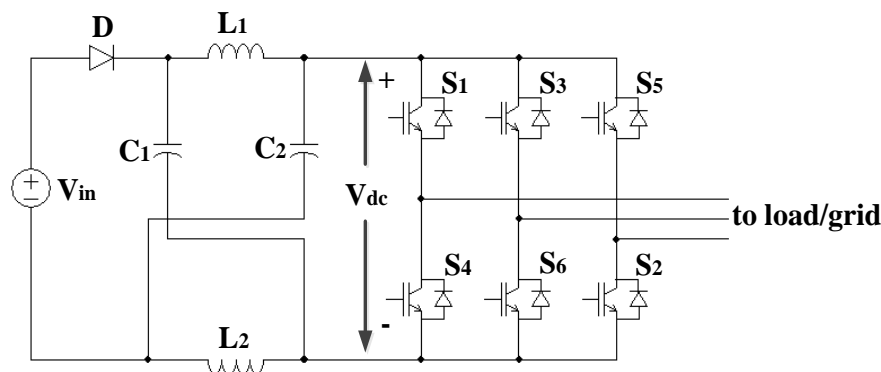 D
L1
+
S1
S3
S5
C1
C2
Vdc
Vin
to load/grid
S4
S6
S2
-
L2